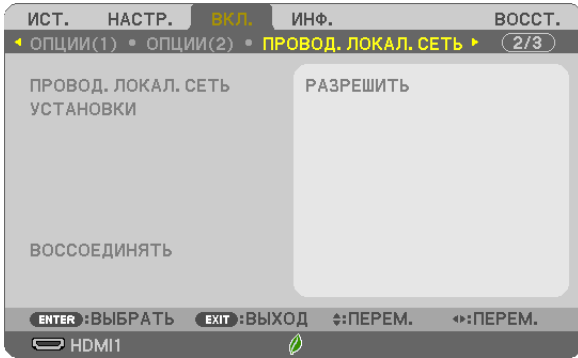 ИСТ. НАСТР. ВКЛ. ИНФ. ВОССТ.
ОПЦИИ(1) • ОПЦИИ(2) • ПРОВОД. ЛОКАЛ. СЕТЬ 2/3
ПРОВОД. ЛОКАЛ. СЕТЬ РАЗРЕШИТЬ
УСТАНОВКИ
ВОССОЕДИНЯТЬ
ENTER :ВЫБРАТЬ EXIT :ВЫХОД :ПЕРЕМ. :ПЕРЕМ.
HDMI1